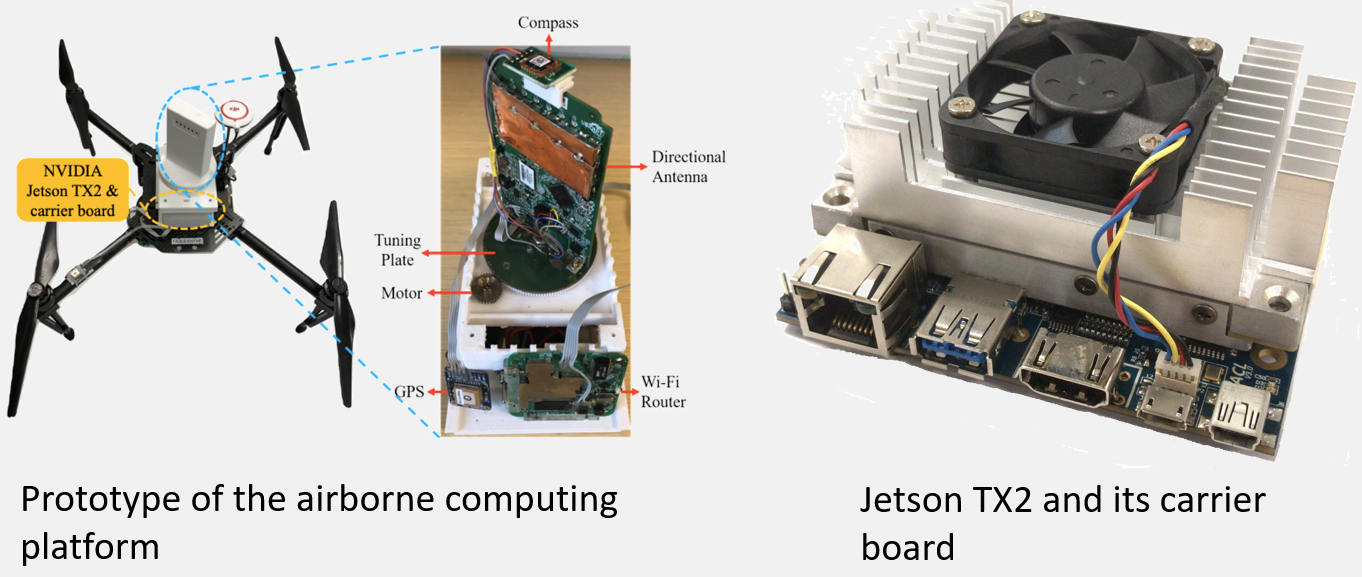 Compass
NVIDIA
Jetson TX2 &
carrier board
Directional
Antenna
Tuning
Plate
Motor
GPS
Wi-Fi
Router
Prototype of the airborne computing
platform
Jetson TX2 and its carrier
board